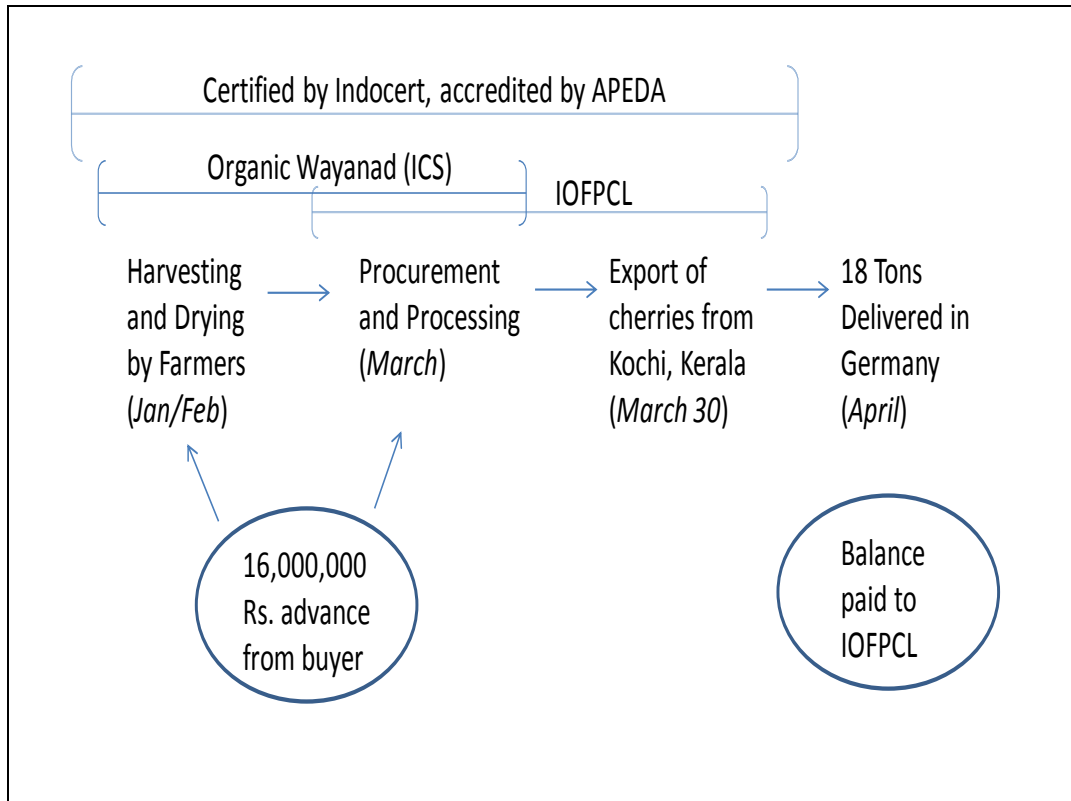 Certified by Indocert, accredited by APEDA
Organic Wayanad (ICS)
IOFPCL
Harvesting
and Drying
by Farmers
(Jan/Feb)
Procurement
and Processing
(March)
Export of
cherries from
Kochi, Kerala
(March 30)
18 Tons
Delivered in
Germany
(April)
16,000,000
Rs. advance
from buyer
Balance
paid to
IOFPCL